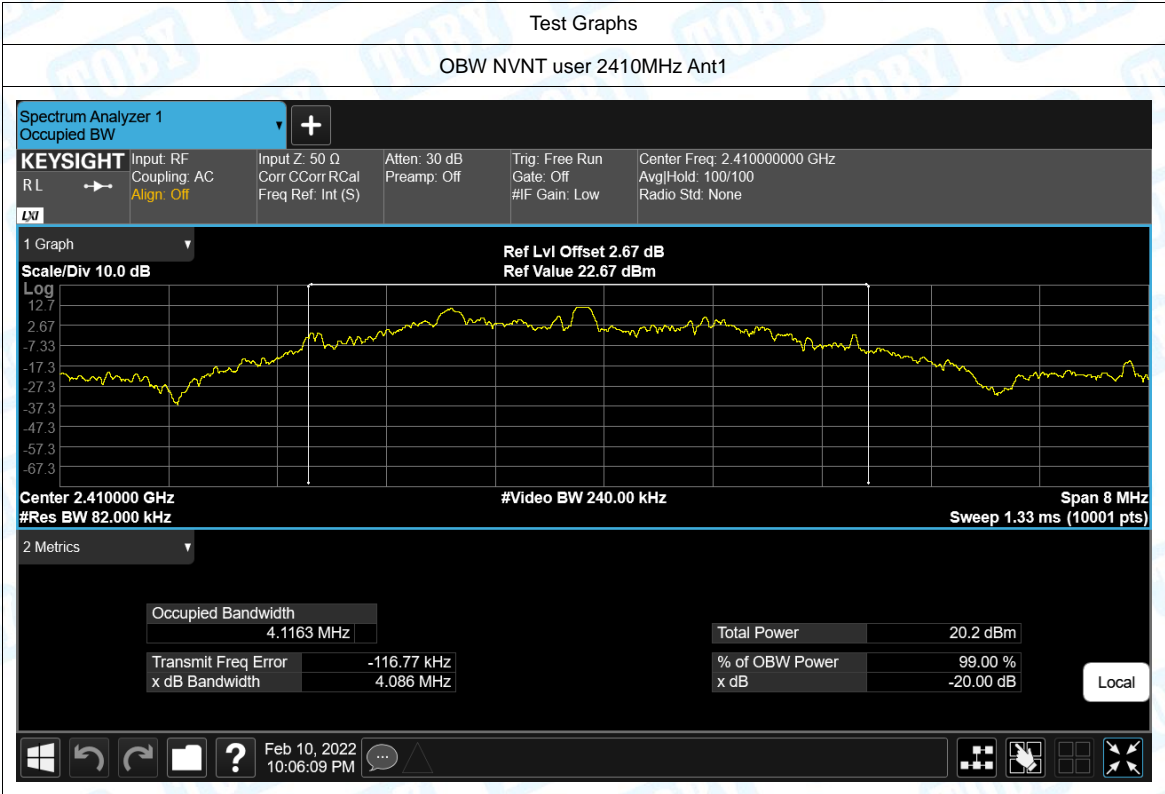 Test Graphs
OBW NVNT user 2410MHz Ant1
Spectrum Analyzer 1
Occupied BW
+
KEYSIGHT
R L
LXI
Input: RF
Coupling: AC
Align: Off
Input Z: 50 Ω
Corr CCorr RCal
Freq Ref: Int (S)
Atten: 30 dB
Preamp: Off
Trig: Free Run
Gate: Off
#IF Gain: Low
Center Freq: 2.410000000 GHz
Avg|Hold: 100/100
Radio Std: None
1 Graph
Scale/Div 10.0 dB
Ref Lvl Offset 2.67 dB
Ref Value 22.67 dBm
Log
12.7
2.67
-7.33
-17.3
-27.3
-37.3
-47.3
-57.3
-67.3
Center 2.410000 GHz
#Res BW 82.000 kHz
#Video BW 240.00 kHz
Span 8 MHz
Sweep 1.33 ms (10001 pts)
2 Metrics
Occupied Bandwidth
4.1163 MHz
Transmit Freq Error -116.77 kHz
x dB Bandwidth 4.086 MHz
Total Power 20.2 dBm
% of OBW Power 99.00 %
x dB -20.00 dB
Local
?
Feb 10, 2022
10:06:09 PM
TOBY